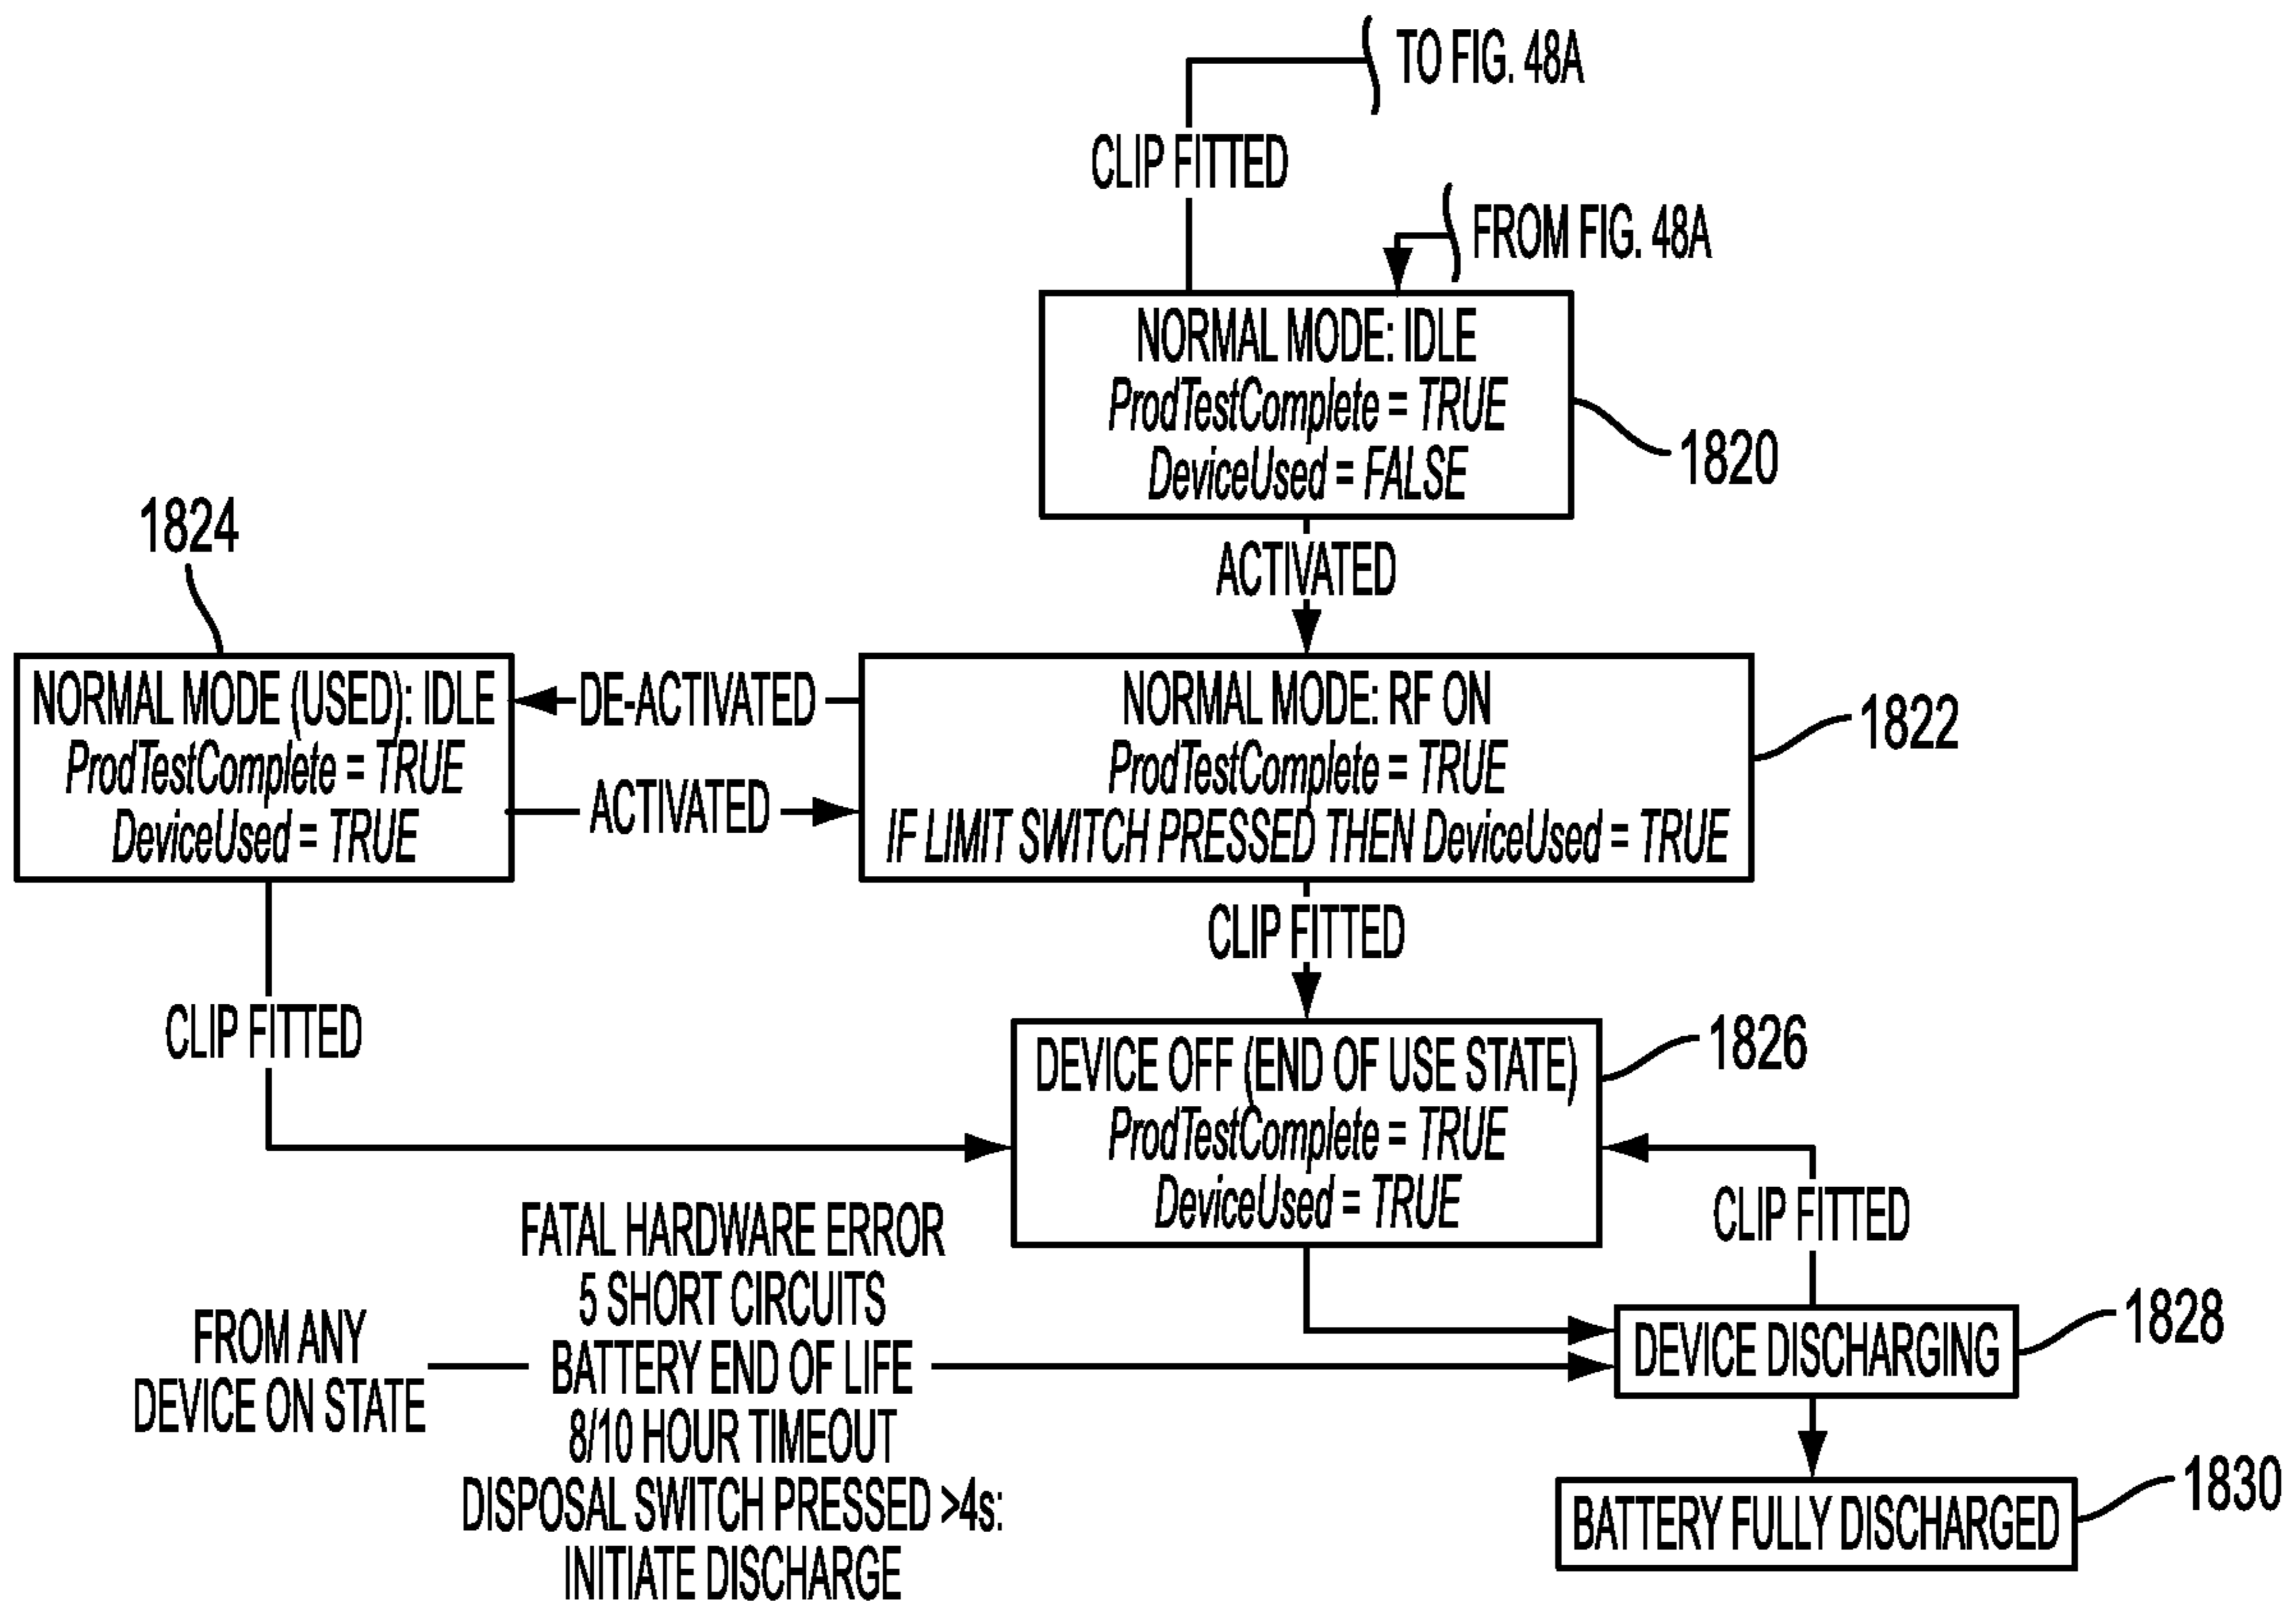 TO FIG. 48A
CLIP FITTED
FROM FIG. 48A
NORMAL MODE: IDLE
ProdTestComplete = TRUE
DeviceUsed = FALSE
1820
ACTIVATED
1824
NORMAL MODE (USED): IDLE
ProdTestComplete = TRUE
DeviceUsed = TRUE
DE-ACTIVATED
ACTIVATED
NORMAL MODE: RF ON
ProdTestComplete = TRUE
IF LIMIT SWITCH PRESSED THEN DeviceUsed = TRUE
1822
CLIP FITTED
CLIP FITTED
DEVICE OFF (END OF USE STATE)
ProdTestComplete = TRUE
DeviceUsed = TRUE
1826
CLIP FITTED
FROM ANY
DEVICE ON STATE
FATAL HARDWARE ERROR
5 SHORT CIRCUITS
BATTERY END OF LIFE
8/10 HOUR TIMEOUT
DISPOSAL SWITCH PRESSED >4s:
INITIATE DISCHARGE
DEVICE DISCHARGING
1828
BATTERY FULLY DISCHARGED
1830